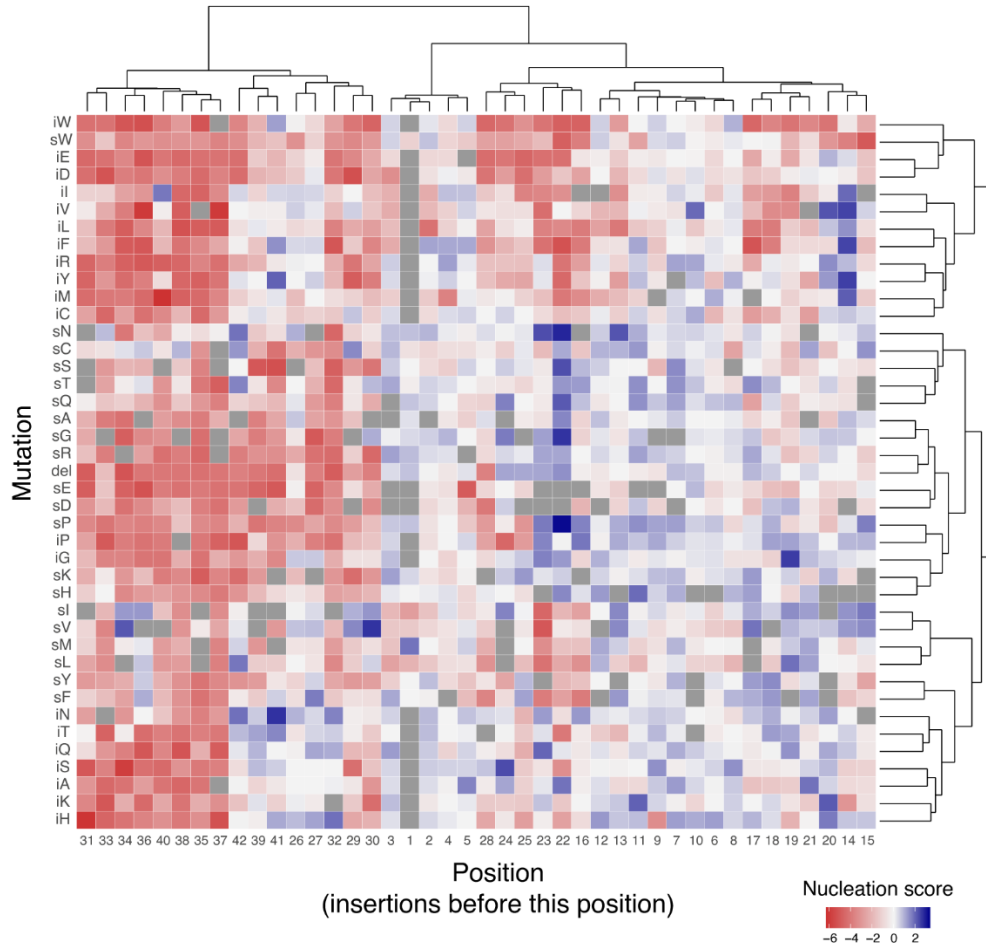 iW
sW
iE
iD
iI
iV
iL
iF
iR
iY
iM
iC
sN
sC
sS
sT
sQ
sA
sG
sR
del
sE
sD
sP
iP
iG
sK
sH
sI
sV
sM
sL
sY
sF
iN
iT
iQ
iS
iA
iK
iH
Mutation
31 33 34 36 40 38 35 37 42 39 41 26 27 32 29 30 3 1 2 4 5 28 24 25 23 22 16 12 13 11 9 7 10 6 8 17 18 19 21 20 14 15
Position
(insertions before this position)
Nucleation score
-6 -4 -2 0 2